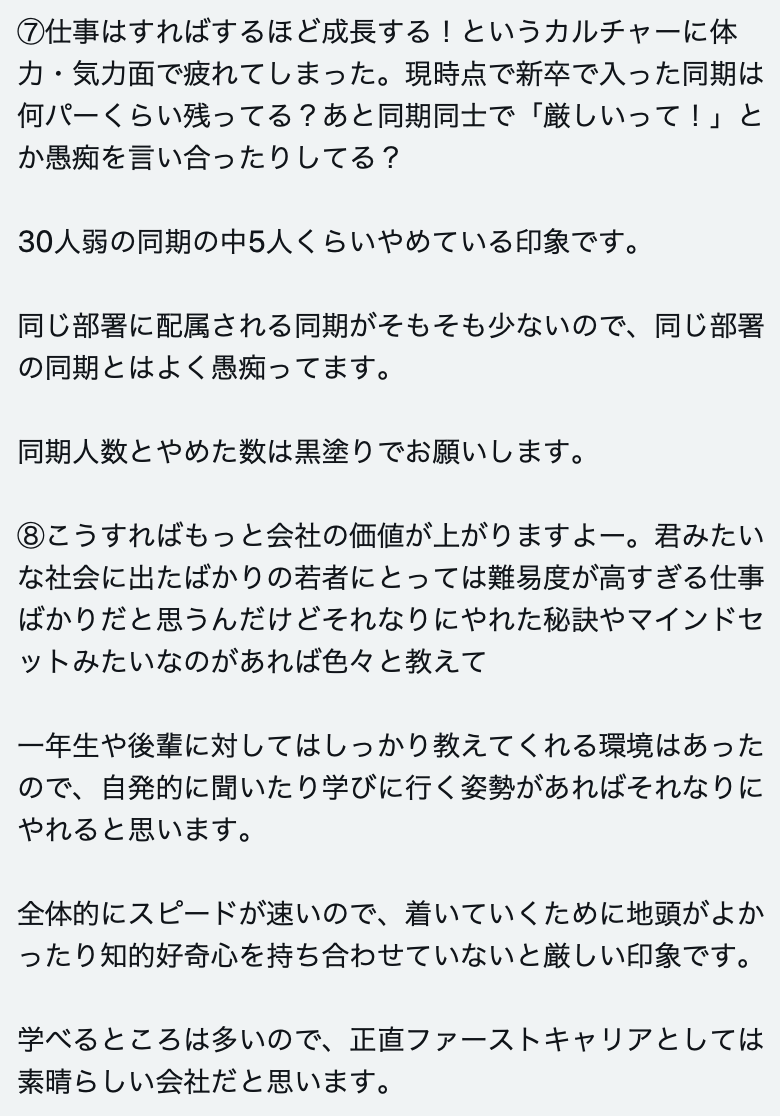 ⑦仕事はすればするほど成長する！というカルチャーに体
力・気力面で疲れてしまった。現時点で新卒で入った同期は
何パーくらい残ってる？あと同期同士で「厳しいって！」と
か愚痴を言い合ったりしてる？
30人弱の同期の中5人くらいやめている印象です。
同じ部署に配属される同期がそもそも少ないので、同じ部署
の同期とはよく愚痴ってます。
同期人数とやめた数は黒塗りでお願いします。
⑧こうすればもっと会社の価値が上がりますよー。君みたい
な社会に出たばかりの若者にとっては難易度が高すぎる仕事
ばかりだと思うんだけどそれなりにやれた秘訣やマインドセ
ットみたいなのがあれば色々と教えて
一年生や後輩に対してはしっかり教えてくれる環境はあった
ので、自発的に聞いたり学びに行く姿勢があればそれなりに
やれると思います。
全体的にスピードが速いので、着いていくために地頭がよか
ったり知的好奇心を持ち合わせていないと厳しい印象です。
学べるところは多いので、正直ファーストキャリアとしては
素晴らしい会社だと思います。